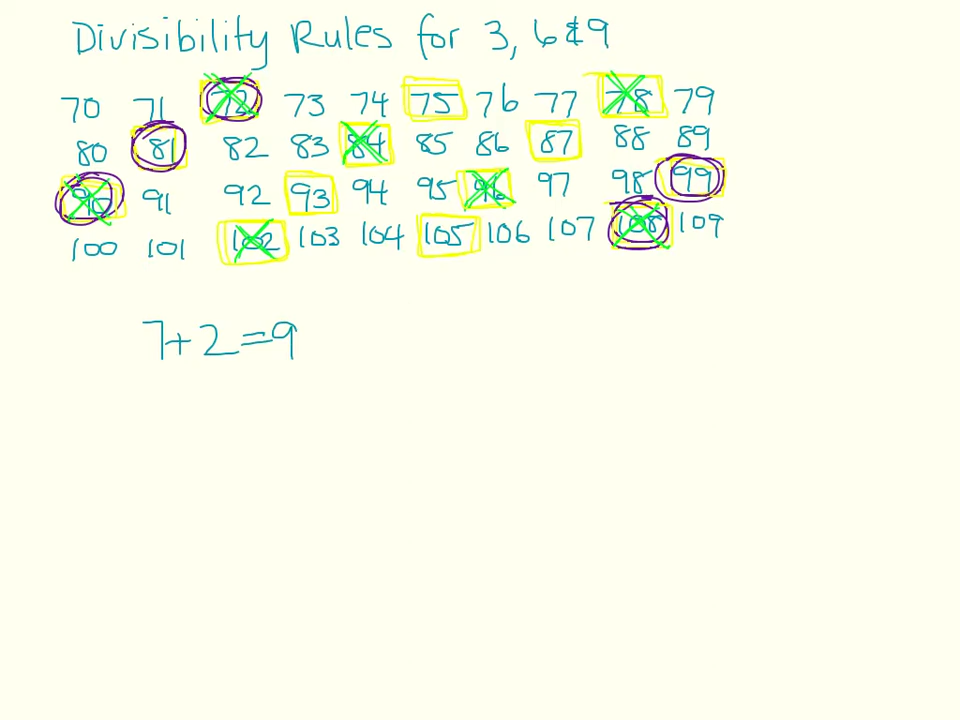 Divisibility Rules for 3, 6 & 9
70 71 72 73 74 75 76 77 78 79
80 81 82 83 84 85 86 87 88 89
90 91 92 93 94 95 96 97 98 99
100 101 102 103 104 105 106 107 108 109
7+2=9